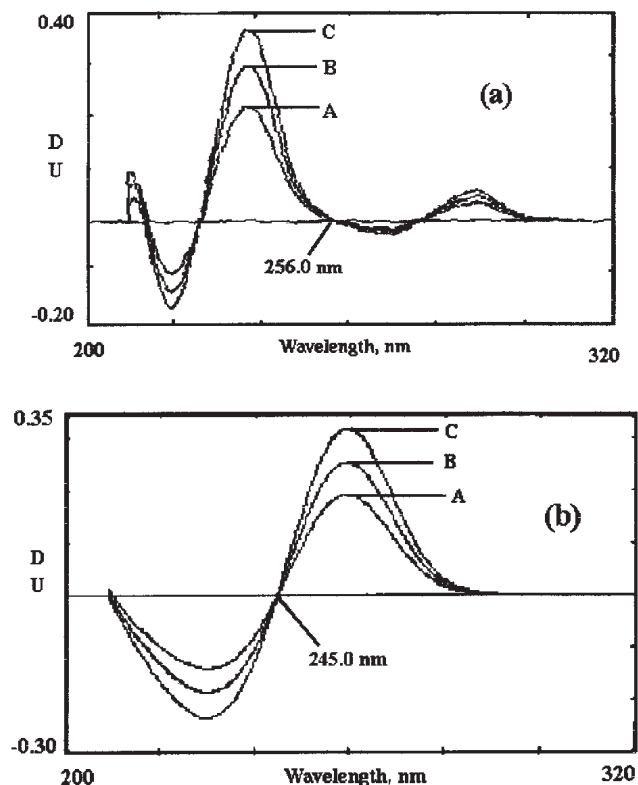 0.40
C
B
A
(a)
D
U
256.0 nm
-0.20
200
Wavelength, nm
320
0.35
C
B
A
(b)
D
U
245.0 nm
-0.30
200
Wavelength, nm
320